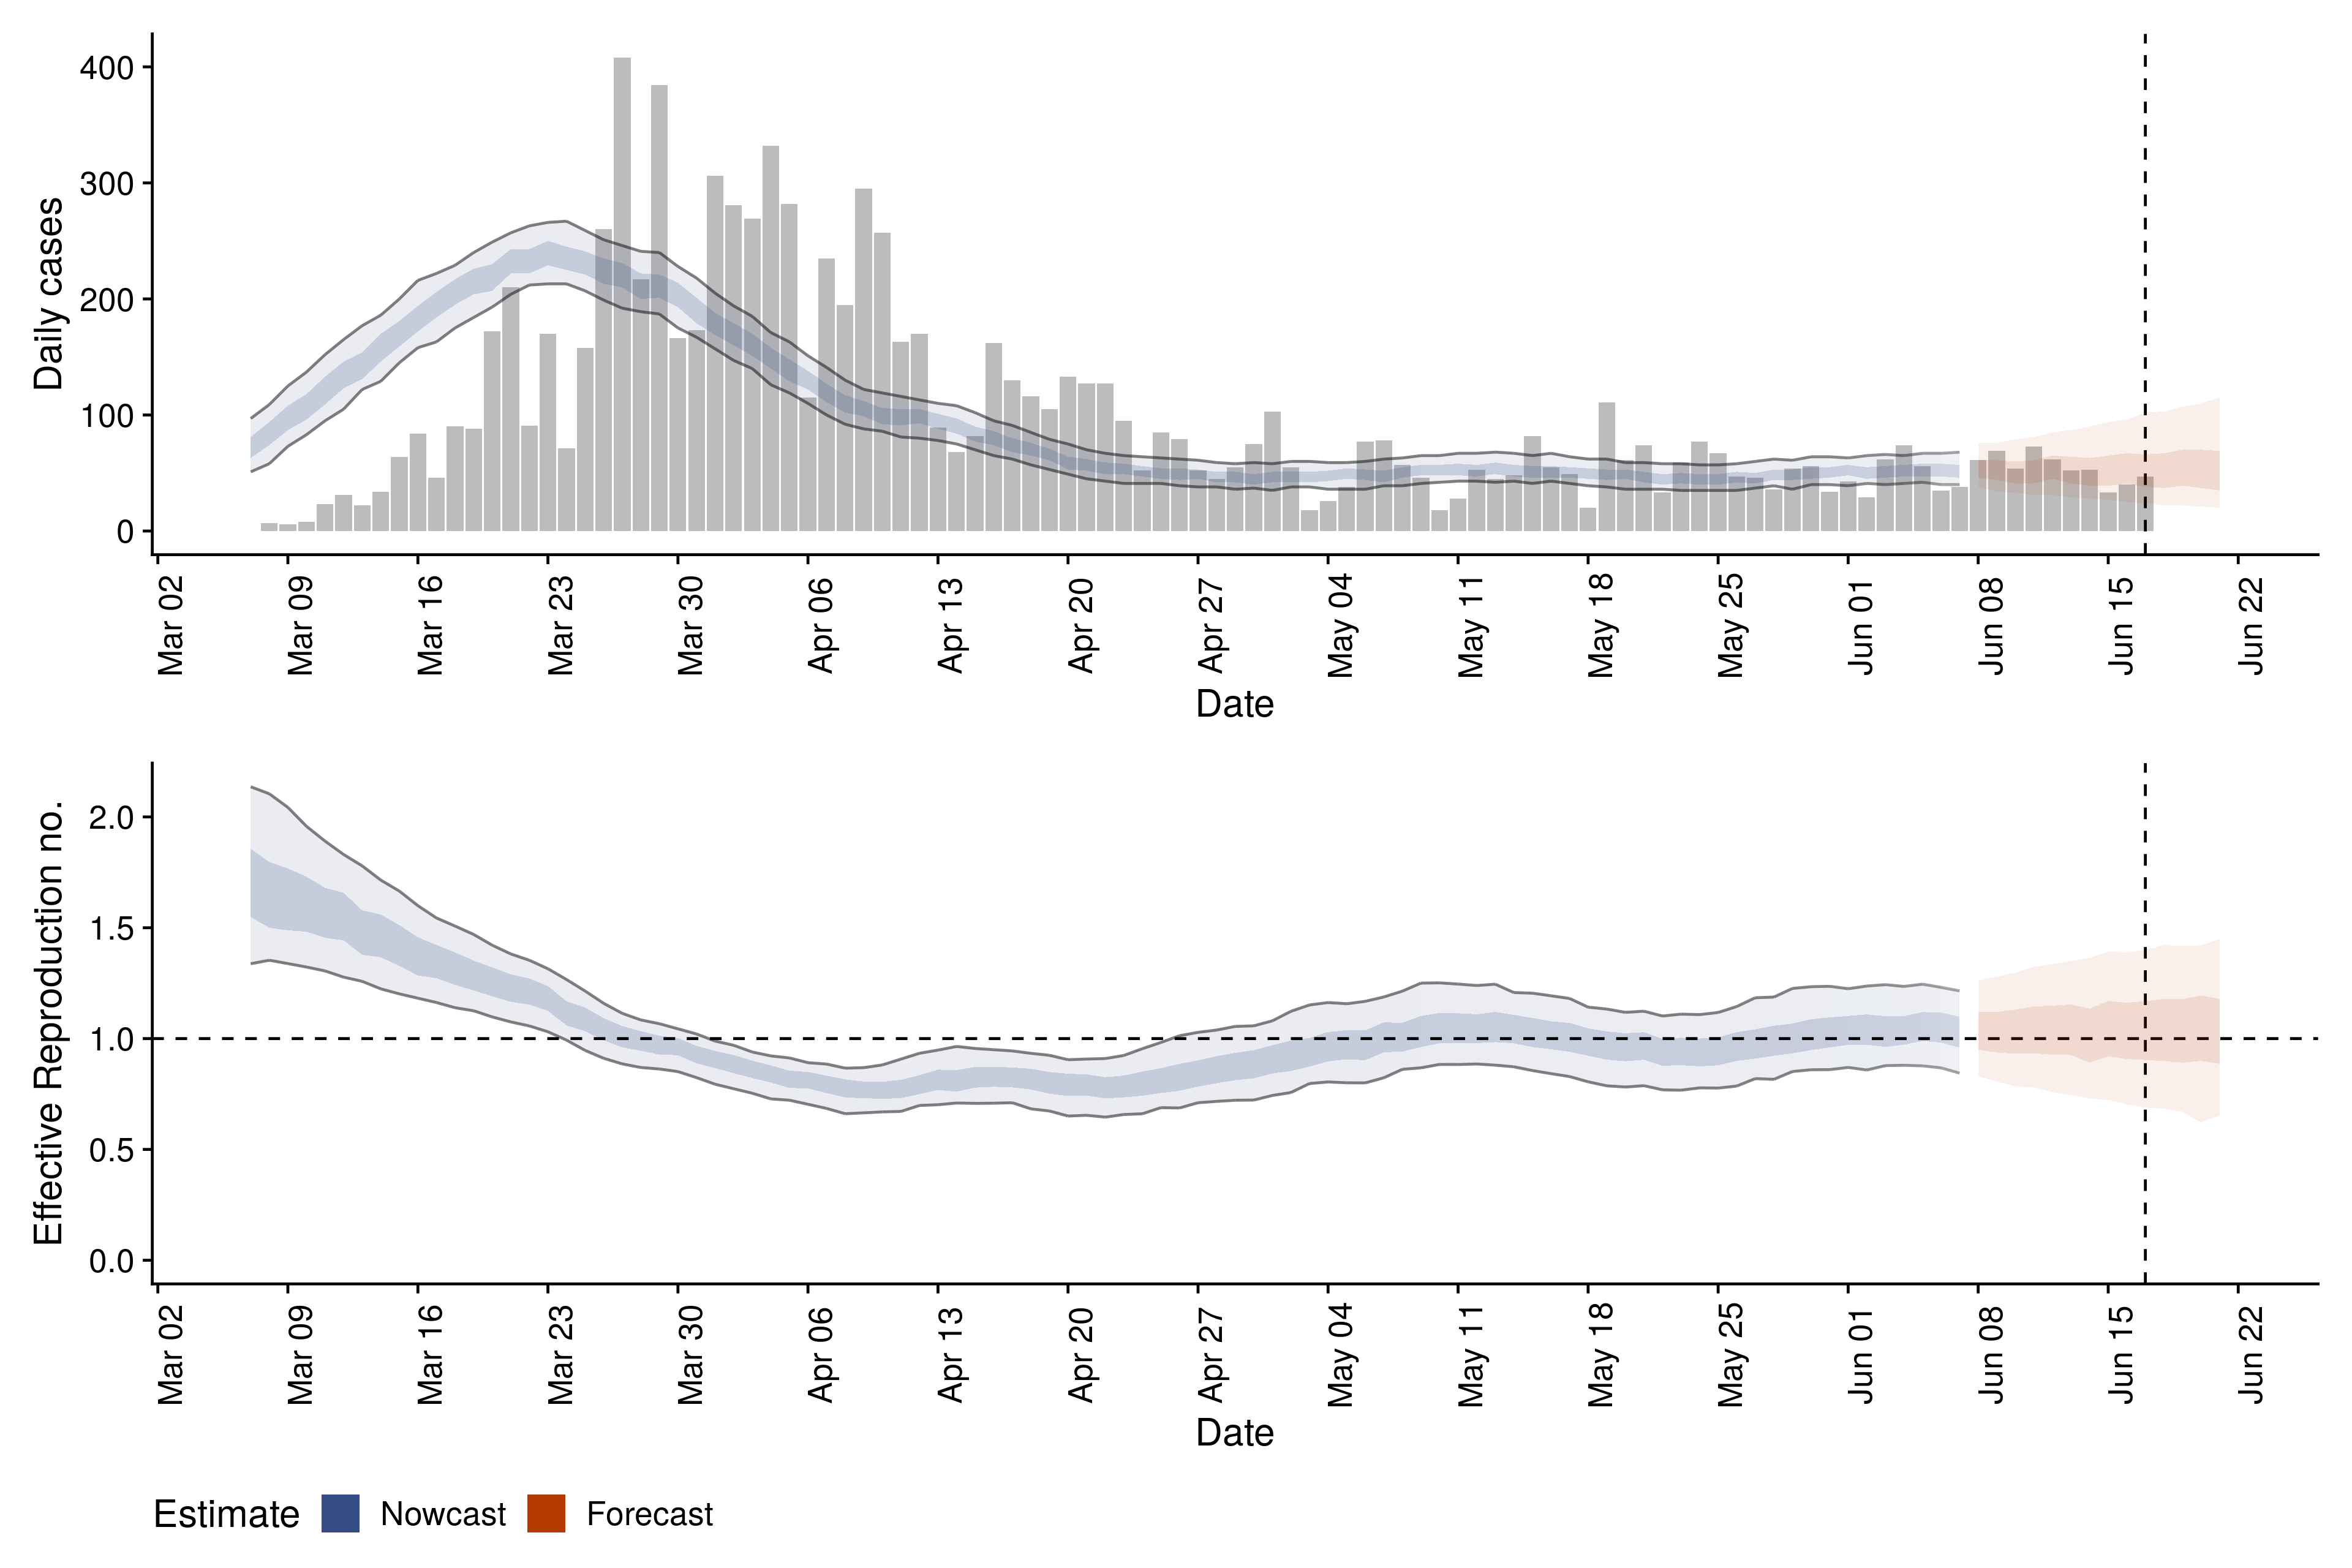 Daily cases
400
300
200
100
0
Mar 02
Mar 09
Mar 16
Mar 23
Mar 30
Apr 06
Apr 13
Apr 20
Apr 27
May 04
May 11
May 18
May 25
Jun 01
Jun 08
Jun 15
Jun 22
Date
Effective Reproduction no.
2.0
1.5
1.0
0.5
0.0
Mar 02
Mar 09
Mar 16
Mar 23
Mar 30
Apr 06
Apr 13
Apr 20
Apr 27
May 04
May 11
May 18
May 25
Jun 01
Jun 08
Jun 15
Jun 22
Date
Estimate Nowcast Forecast